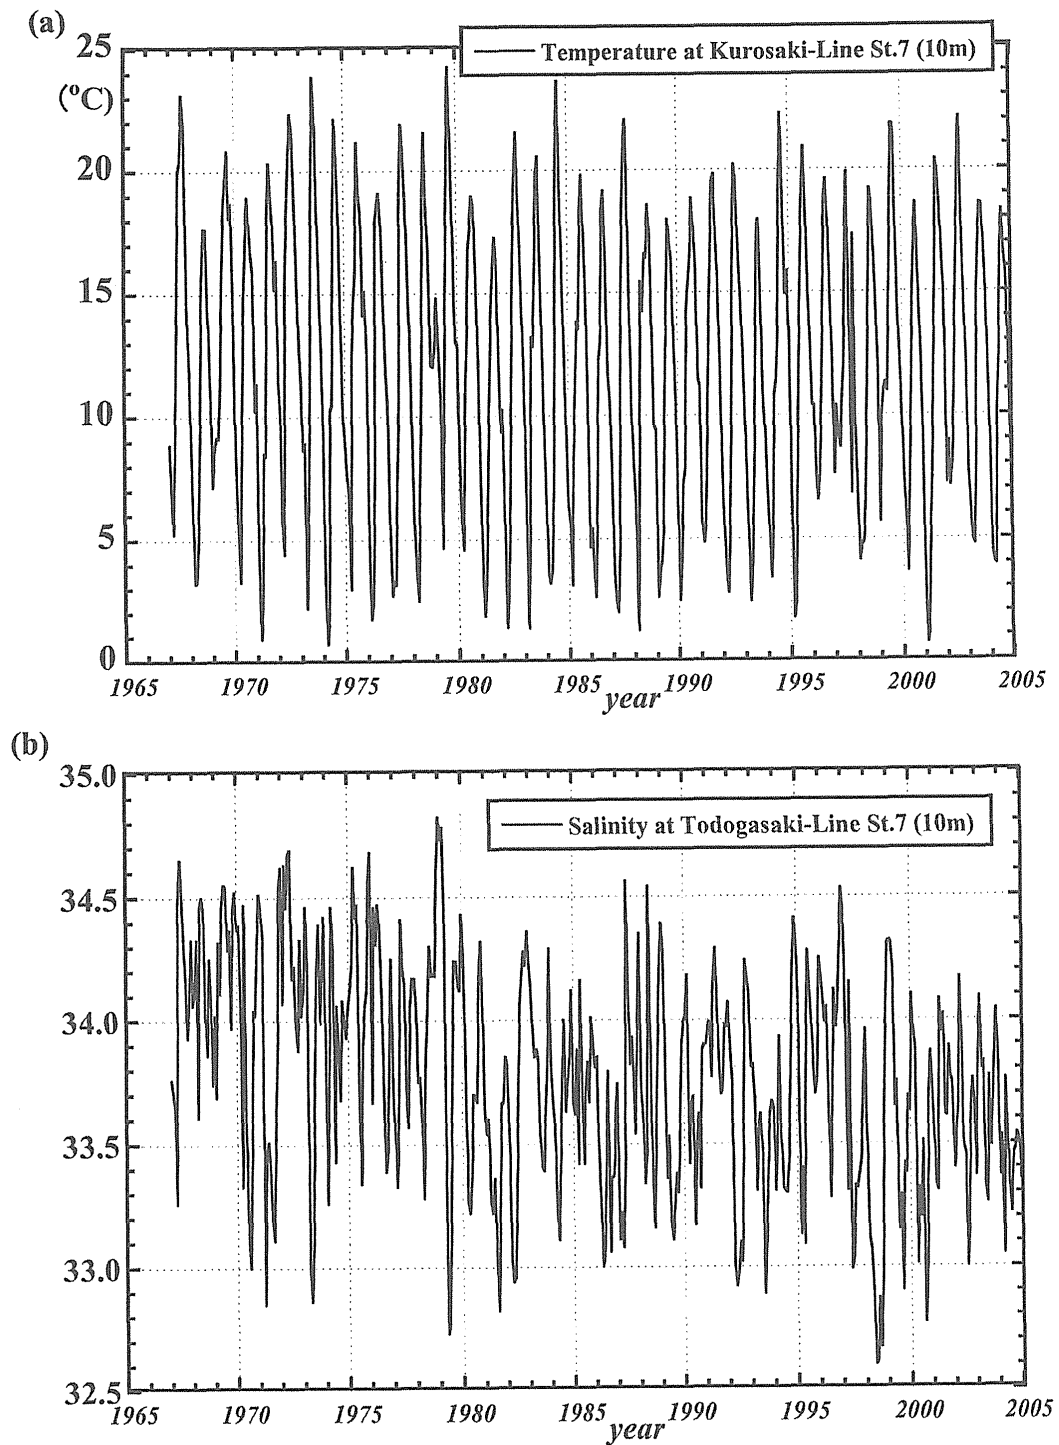 (a)
25
(°C)
20
15
10
5
0
Temperature at Kurosaki-Line St.7 (10m)
1965 1970 1975 1980 1985 1990 1995 2000 2005
year
(b)
35.0
34.5
34.0
33.5
33.0
32.5
Salinity at Todogasaki-Line St.7 (10m)
1965 1970 1975 1980 1985 1990 1995 2000 2005
year